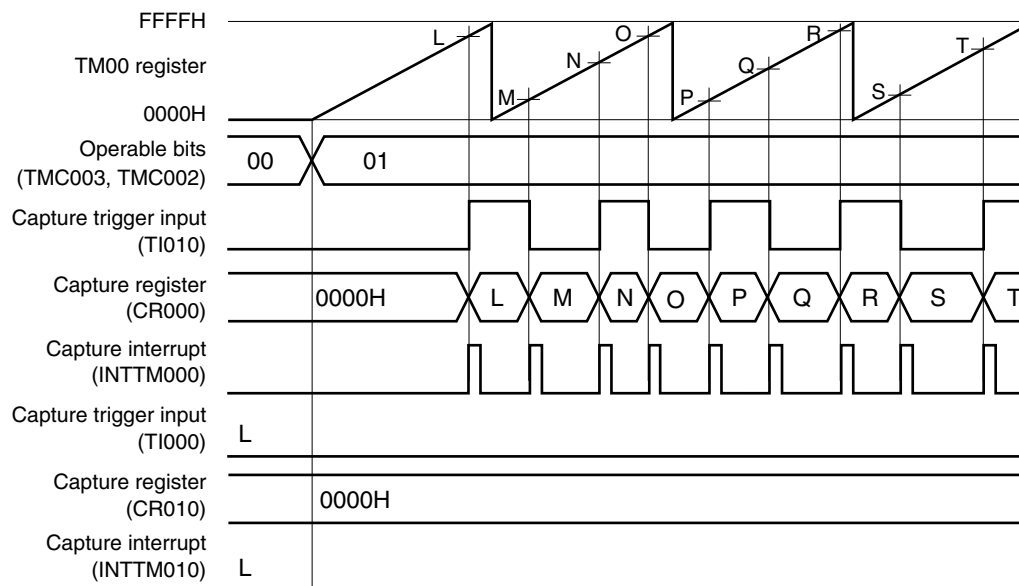 FFFFH
TM00 register
0000H
L
M
N
O
P
Q
R
S
T
Operable bits
(TMC003, TMC002)
00
01
Capture trigger input
(TI010)
Capture register
(CR000)
0000H
L
M
N
O
P
Q
R
S
T
Capture interrupt
(INTTM000)
Capture trigger input
(TI000)
L
Capture register
(CR010)
0000H
Capture interrupt
(INTTM010)
L